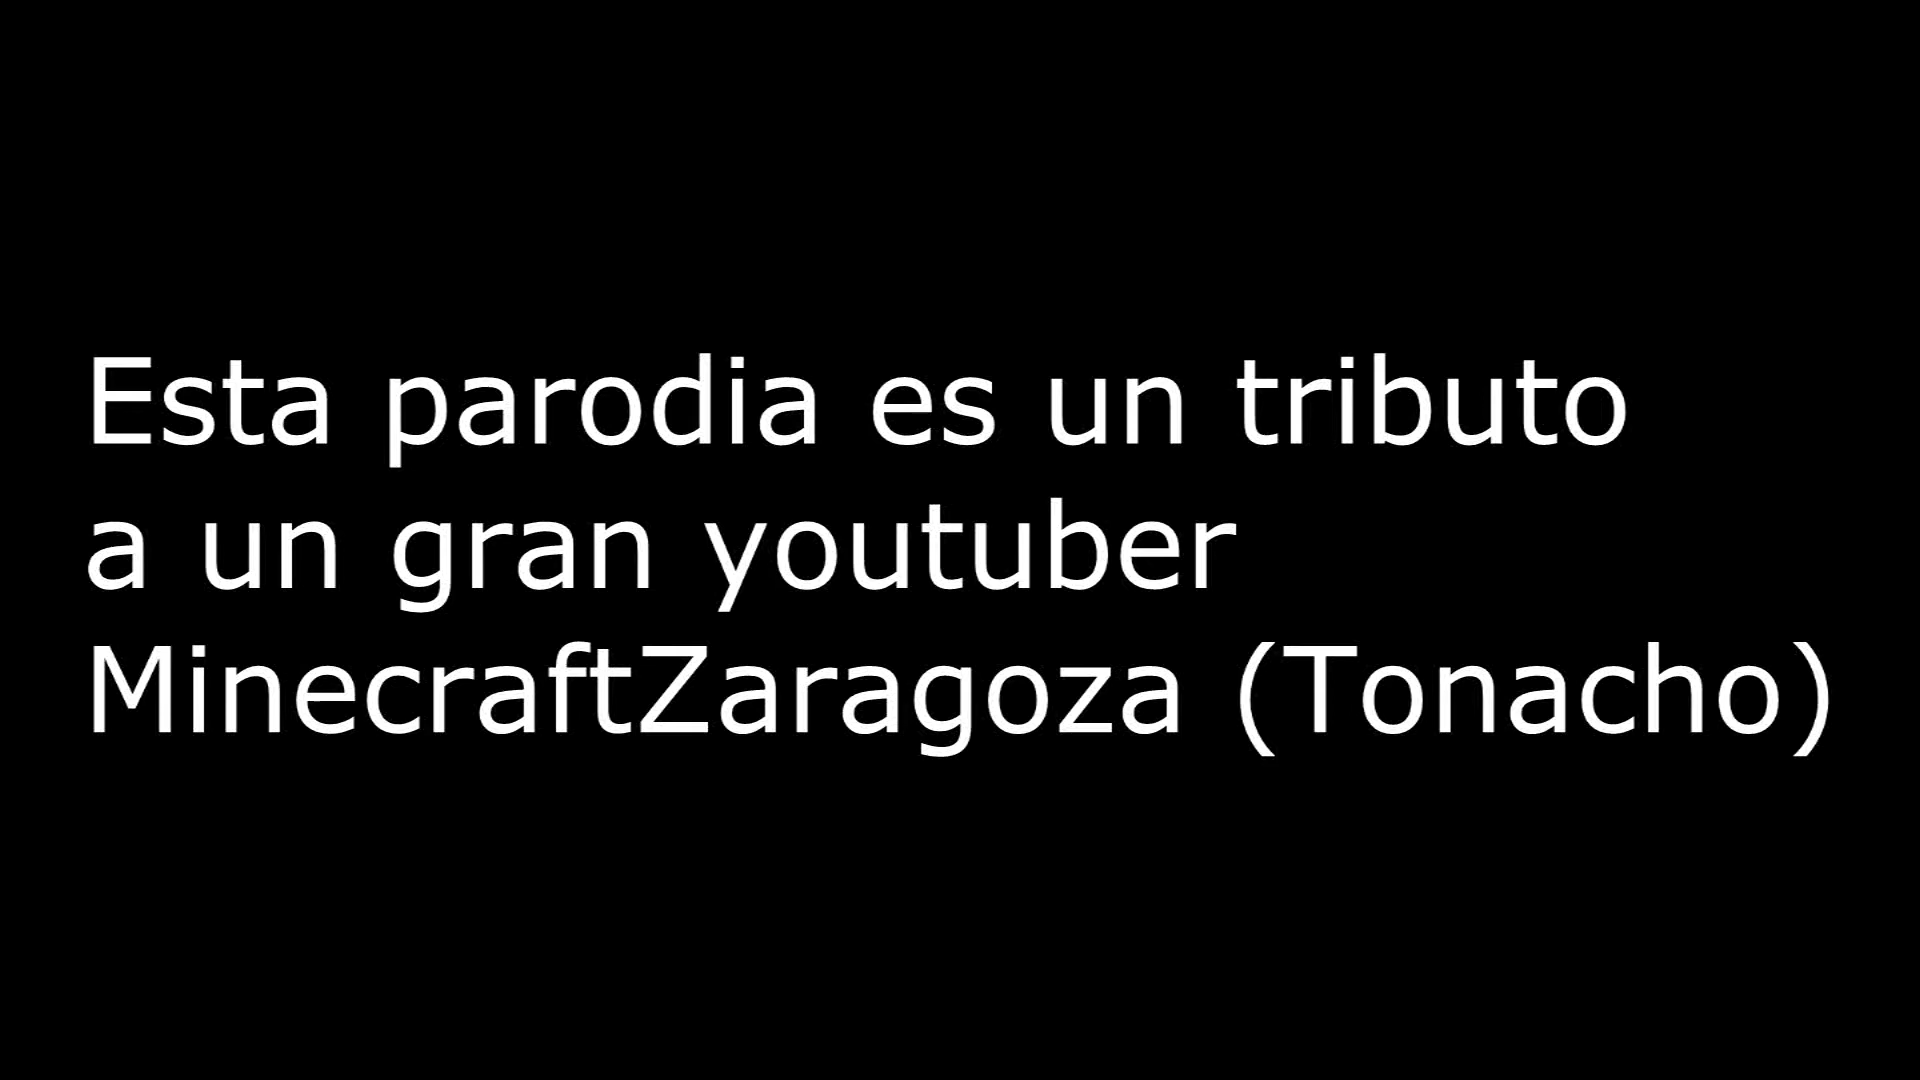 Esta parodia es un tributo
a un gran youtuber
MinecraftZaragoza (Tonacho)